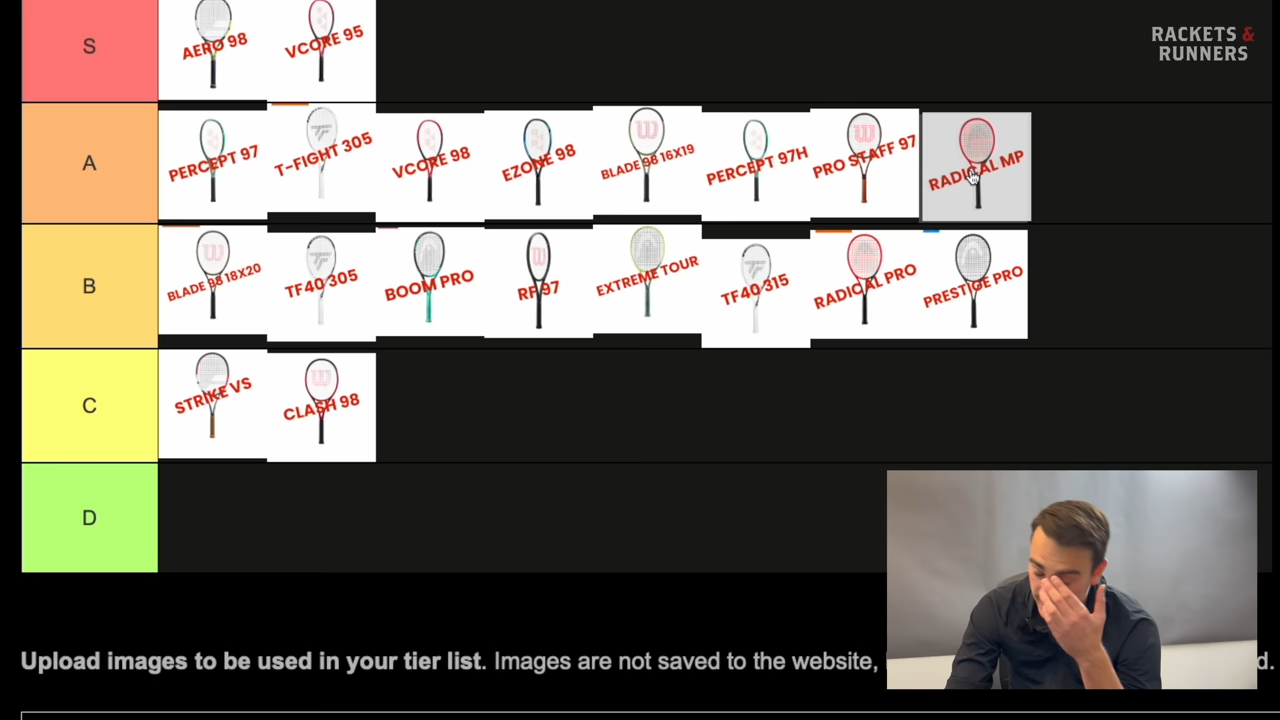 RACKETS &
RUNNERS
S
AERO 98
VCORE 95
A
PERCEPT 97
T-FIGHT 305
VCORE 98
EZONE 98
BLADE 98 16X19
PERCEPT 97H
PRO STAFF 97
RADICAL MP
B
BLADE 98 18X20
TF40 305
BOOM PRO
RF 97
EXTREME TOUR
TF40 315
RADICAL PRO
PRESTIGE PRO
C
STRIKE VS
CLASH 98
D
Upload images to be used in your tier list. Images are not saved to the website, d.